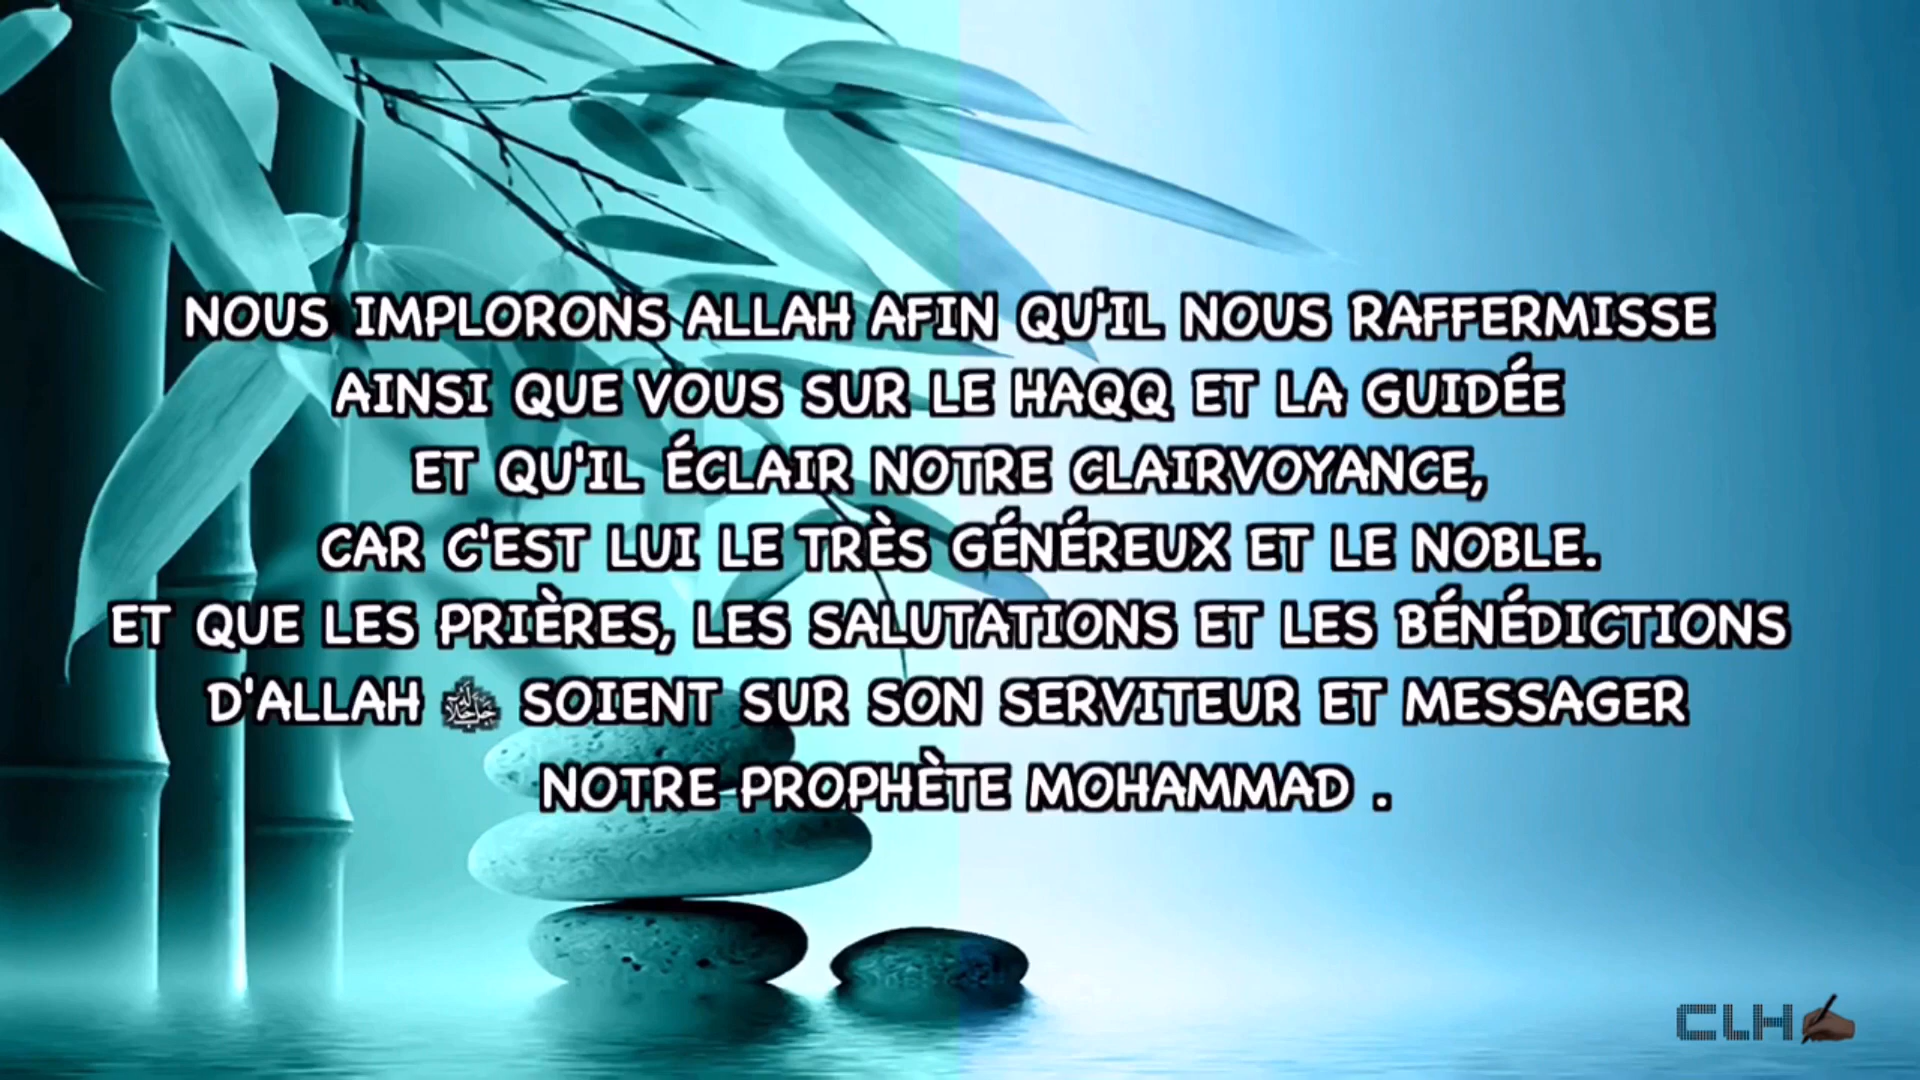 NOUS IMPLORONS ALLAH AFIN QU'IL NOUS RAFFERMISSE
AINSI QUE VOUS SUR LE HAQQ ET LA GUIDÉE
ET QU'IL ÉCLAIR NOTRE CLAIRVOYANCE,
CAR C'EST LUI LE TRÈS GÉNÉREUX ET LE NOBLE.
ET QUE LES PRIÈRES, LES SALUTATIONS ET LES BÉNÉDICTIONS
D'ALLAH ﷻ SOIENT SUR SON SERVITEUR ET MESSAGER
NOTRE PROPHÈTE MOHAMMAD .
CLH